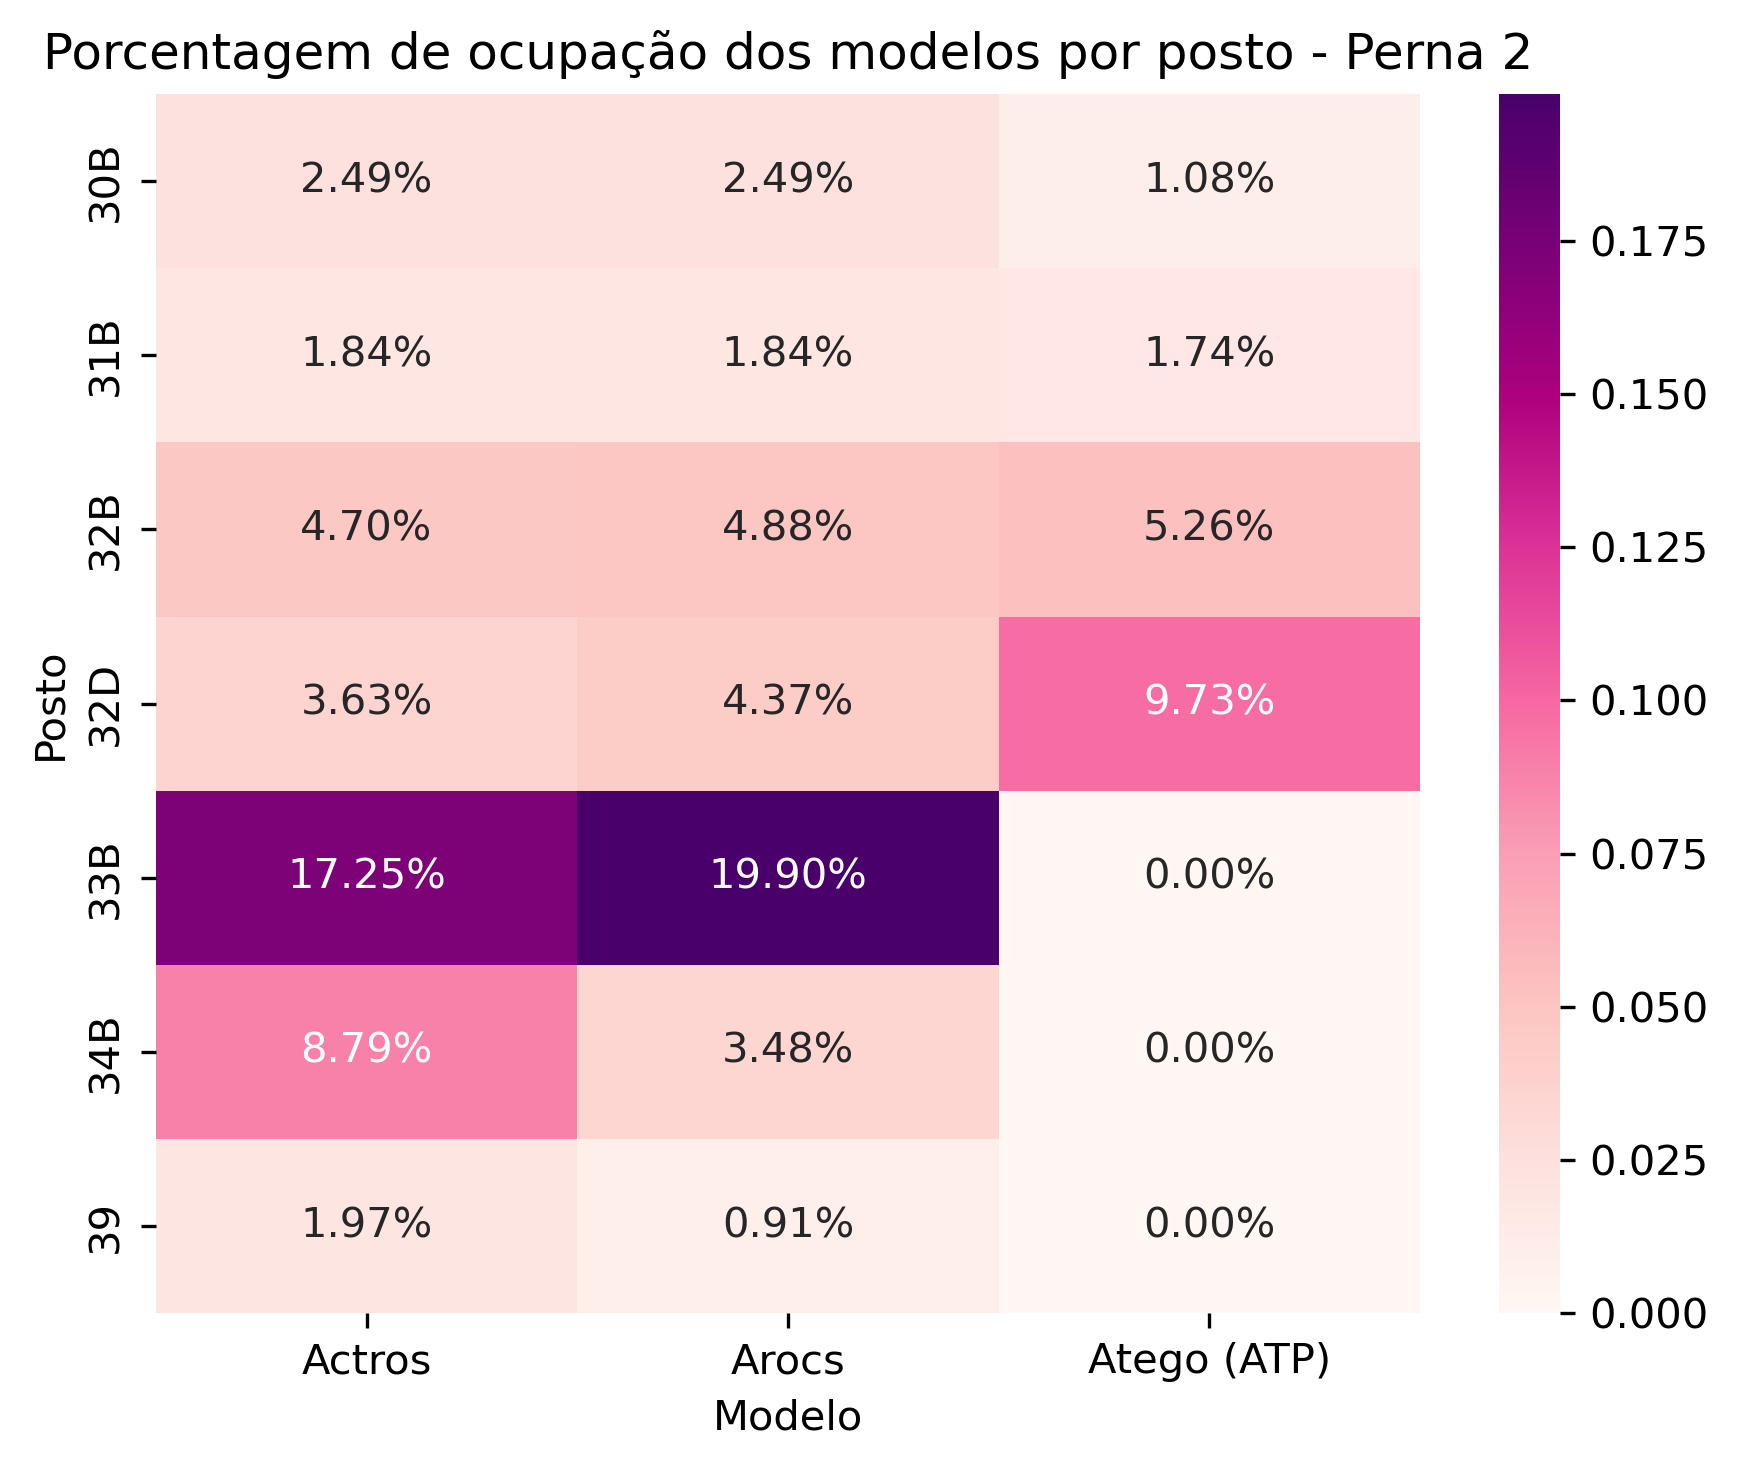 Porcentagem de ocupação dos modelos por posto - Perna 2
Posto
30B
2.49% 2.49% 1.08%
31B
1.84% 1.84% 1.74%
32B
4.70% 4.88% 5.26%
32D
3.63% 4.37% 9.73%
33B
17.25% 19.90% 0.00%
34B
8.79% 3.48% 0.00%
39
1.97% 0.91% 0.00%
Actros Arocs Atego (ATP)
Modelo
0.175
0.150
0.125
0.100
0.075
0.050
0.025
0.000